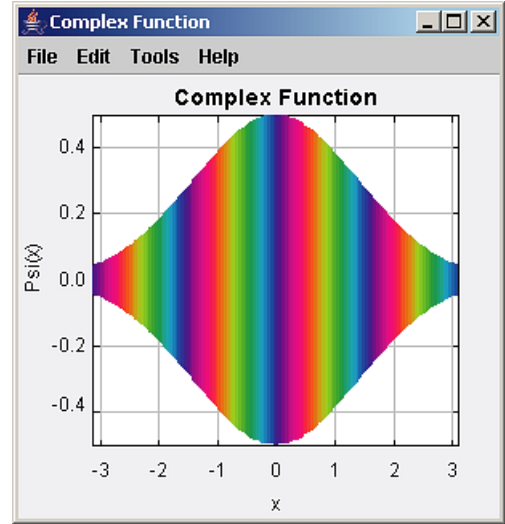 Complex Function
File Edit Tools Help
Complex Function
0.4
0.2
0.0
-0.2
-0.4
Psi(x)
-3 -2 -1 0 1 2 3
x